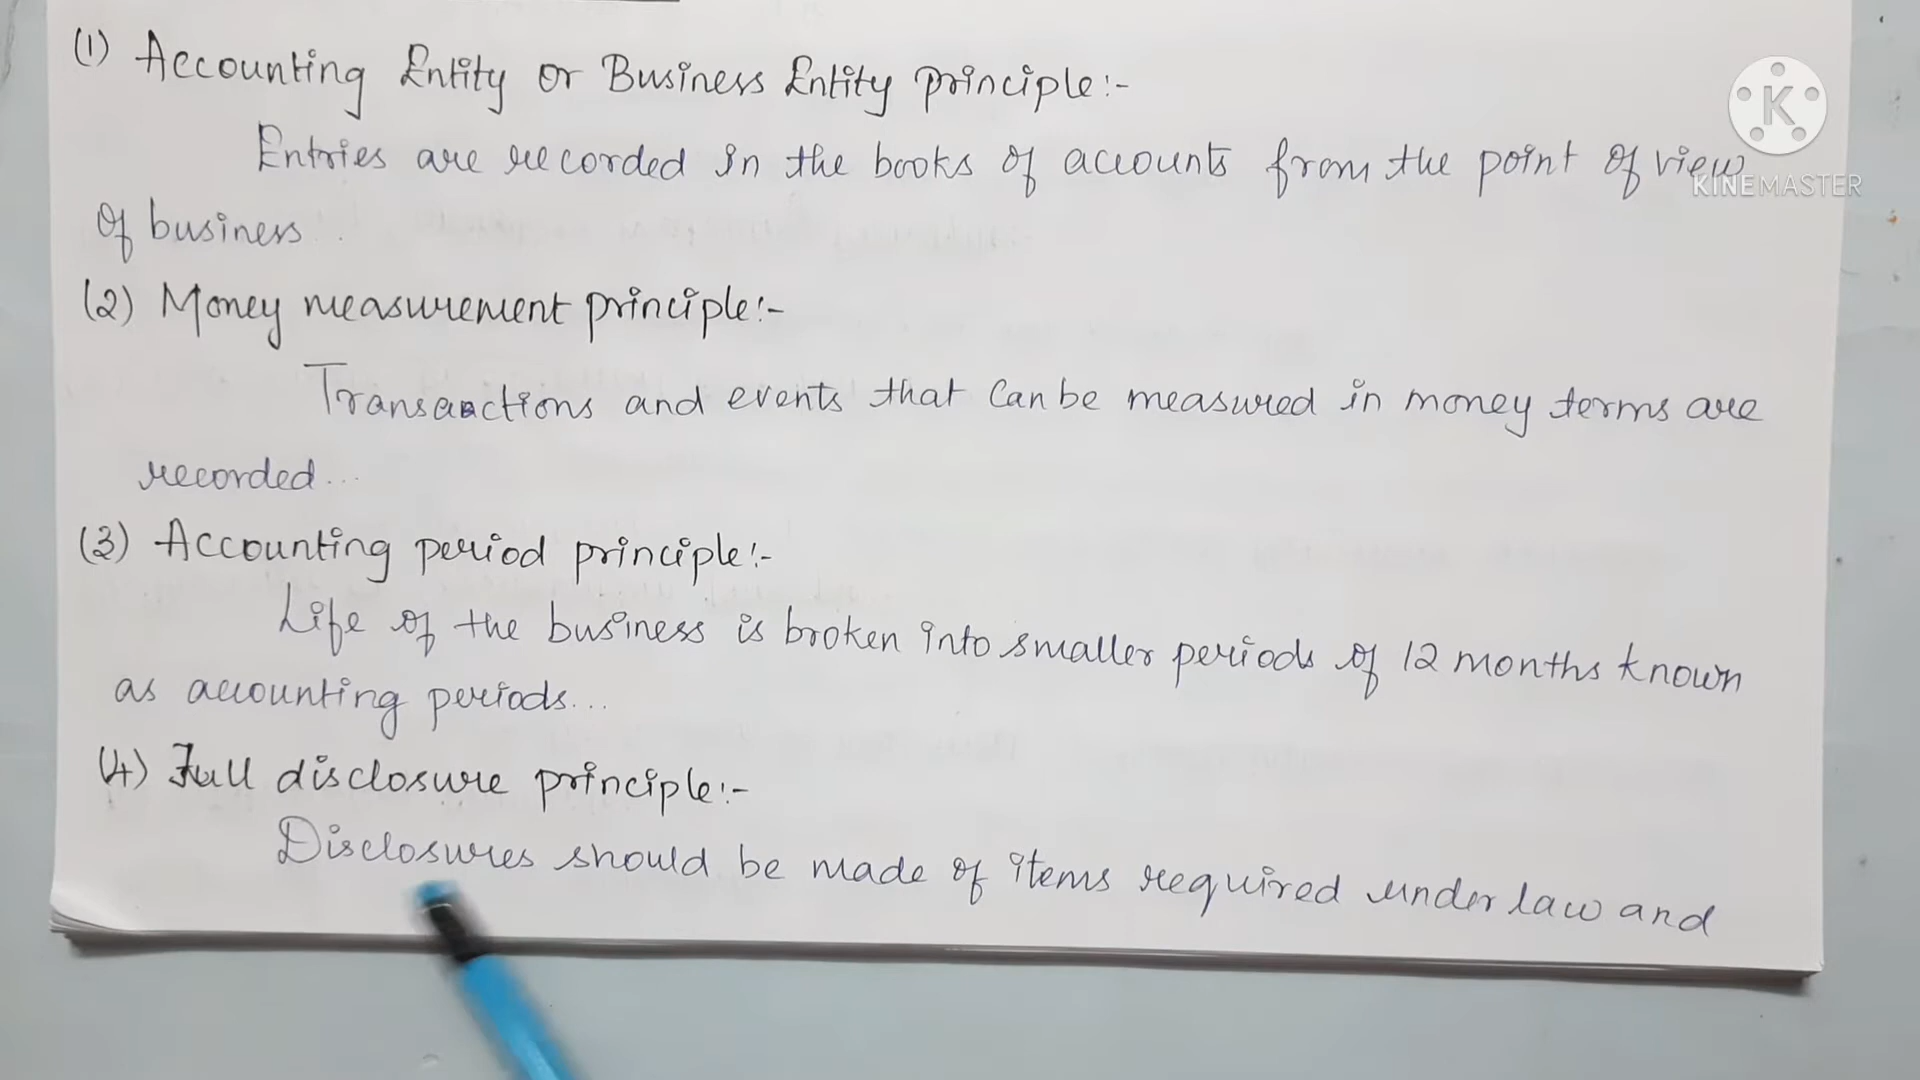 (1) Accounting Entity or Business Entity principle:-
Entries are recorded in the books of accounts from the point of view
of business..
(2) Money measurement principle:-
Transactions and events that can be measured in money terms are
recorded...
(3) Accounting period principle:-
Life of the business is broken into smaller periods of 12 months known
as accounting periods...
(4) Full disclosure principle:-
Disclosures should be made of items required under law and
K
KINEMASTER